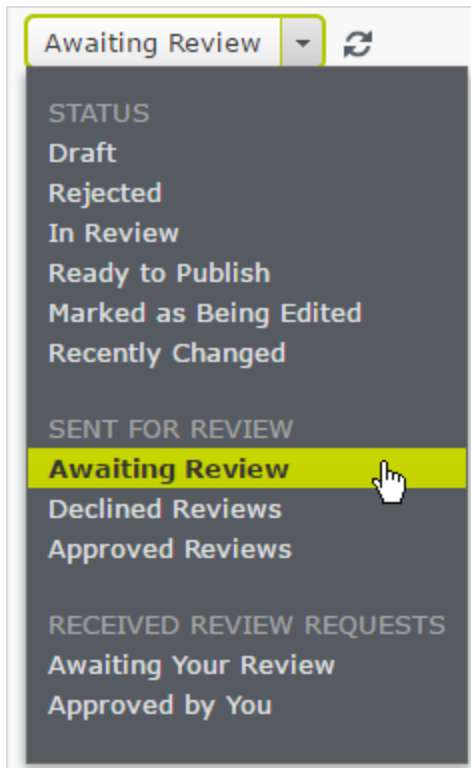 Awaiting Review
STATUS
Draft
Rejected
In Review
Ready to Publish
Marked as Being Edited
Recently Changed
SENT FOR REVIEW
Awaiting Review
Declined Reviews
Approved Reviews
RECEIVED REVIEW REQUESTS
Awaiting Your Review
Approved by You